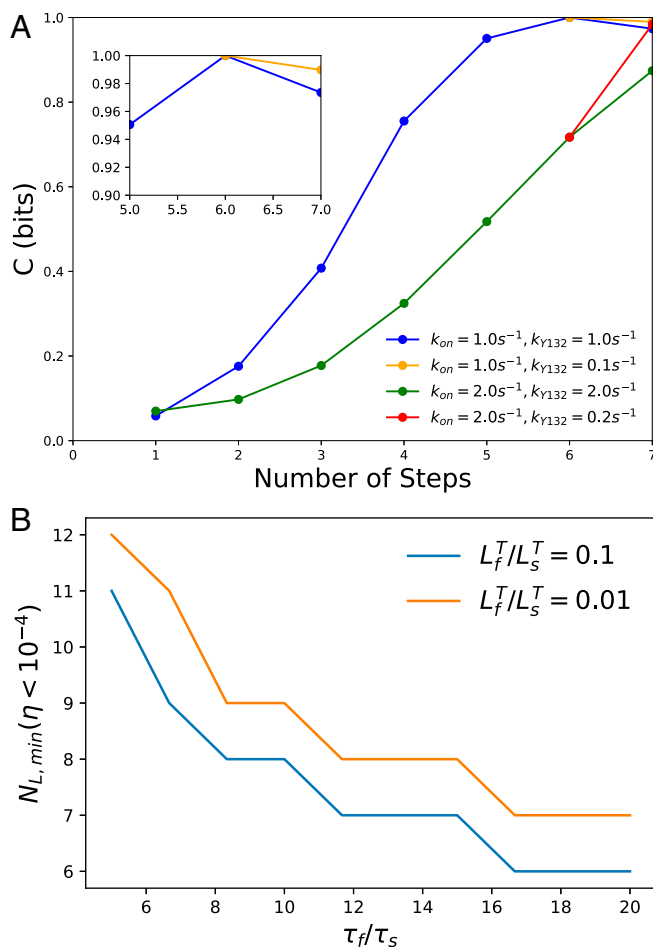 A
1.0
0.8
0.6
0.4
0.2
0.0
C (bits)
1.00
0.98
0.96
0.94
0.92
0.90
5.0 5.5 6.0 6.5 7.0
k_on = 1.0s⁻¹, k_Y132 = 1.0s⁻¹
k_on = 1.0s⁻¹, k_Y132 = 0.1s⁻¹
k_on = 2.0s⁻¹, k_Y132 = 2.0s⁻¹
k_on = 2.0s⁻¹, k_Y132 = 0.2s⁻¹
0 1 2 3 4 5 6 7
Number of Steps
B
12
11
10
9
8
7
6
N_L,min(η < 10⁻⁴)
L_f^T/L_s^T = 0.1
L_f^T/L_s^T = 0.01
6 8 10 12 14 16 18 20
τ_f/τ_s